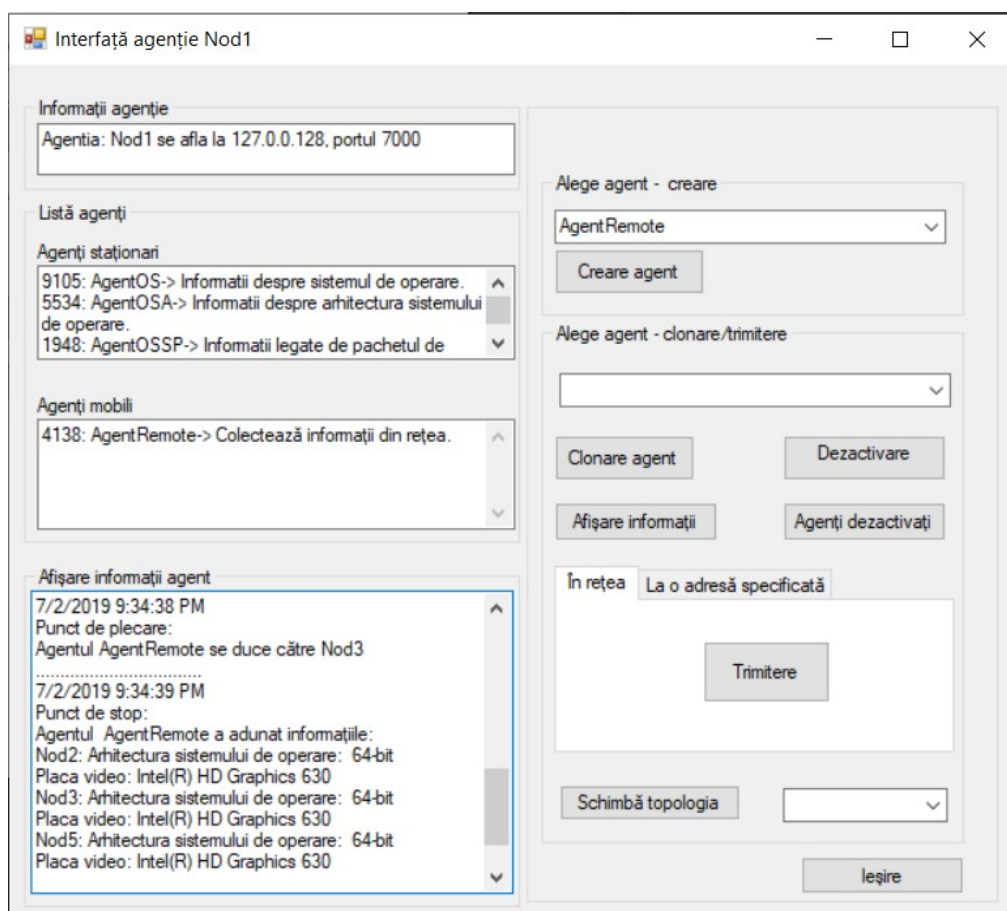 Interfață agenție Nod1
Informații agenție
Agentia: Nod1 se afla la 127.0.0.128, portul 7000
Listă agenți
Agenți staționari
9105: AgentOS-> Informatii despre sistemul de operare.
5534: AgentOSA-> Informatii despre arhitectura sistemului
de operare.
1948: AgentOSSP-> Informatii legate de pachetul de
Agenți mobili
4138: AgentRemote-> Colectează informații din rețea.
Afișare informații agent
7/2/2019 9:34:38 PM
Punct de plecare:
Agentul AgentRemote se duce către Nod3
..................................
7/2/2019 9:34:39 PM
Punct de stop:
Agentul  AgentRemote a adunat informațiile:
Nod2: Arhitectura sistemului de operare:  64-bit
Placa video: Intel(R) HD Graphics 630
Nod3: Arhitectura sistemului de operare:  64-bit
Placa video: Intel(R) HD Graphics 630
Nod5: Arhitectura sistemului de operare:  64-bit
Placa video: Intel(R) HD Graphics 630
Alege agent - creare
AgentRemote
Creare agent
Alege agent - clonare/trimitere
Clonare agent
Dezactivare
Afișare informații
Agenți dezactivați
În rețea
La o adresă specificată
Trimitere
Schimbă topologia
Ieșire